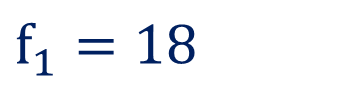 f₁ = 18